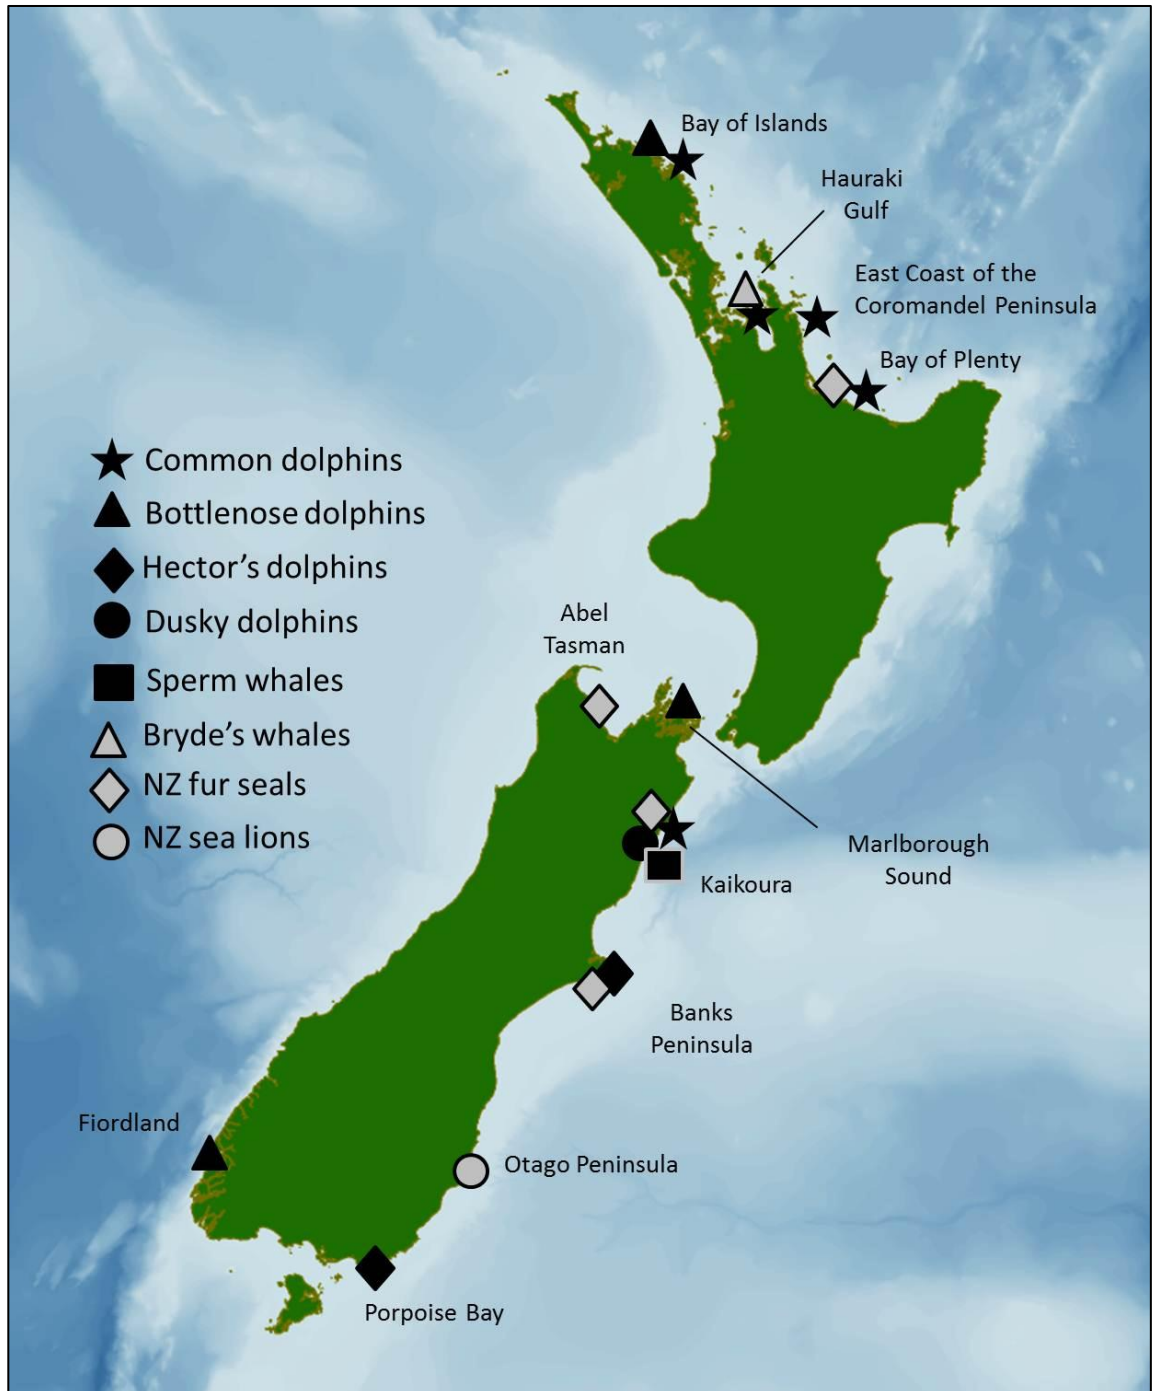 Bay of Islands
Hauraki
Gulf
East Coast of the
Coromandel Peninsula
Bay of Plenty
Common dolphins
Bottlenose dolphins
Hector’s dolphins
Dusky dolphins
Sperm whales
Bryde’s whales
NZ fur seals
NZ sea lions
Abel
Tasman
Marlborough
Sound
Kaikoura
Banks
Peninsula
Fiordland
Otago Peninsula
Porpoise Bay